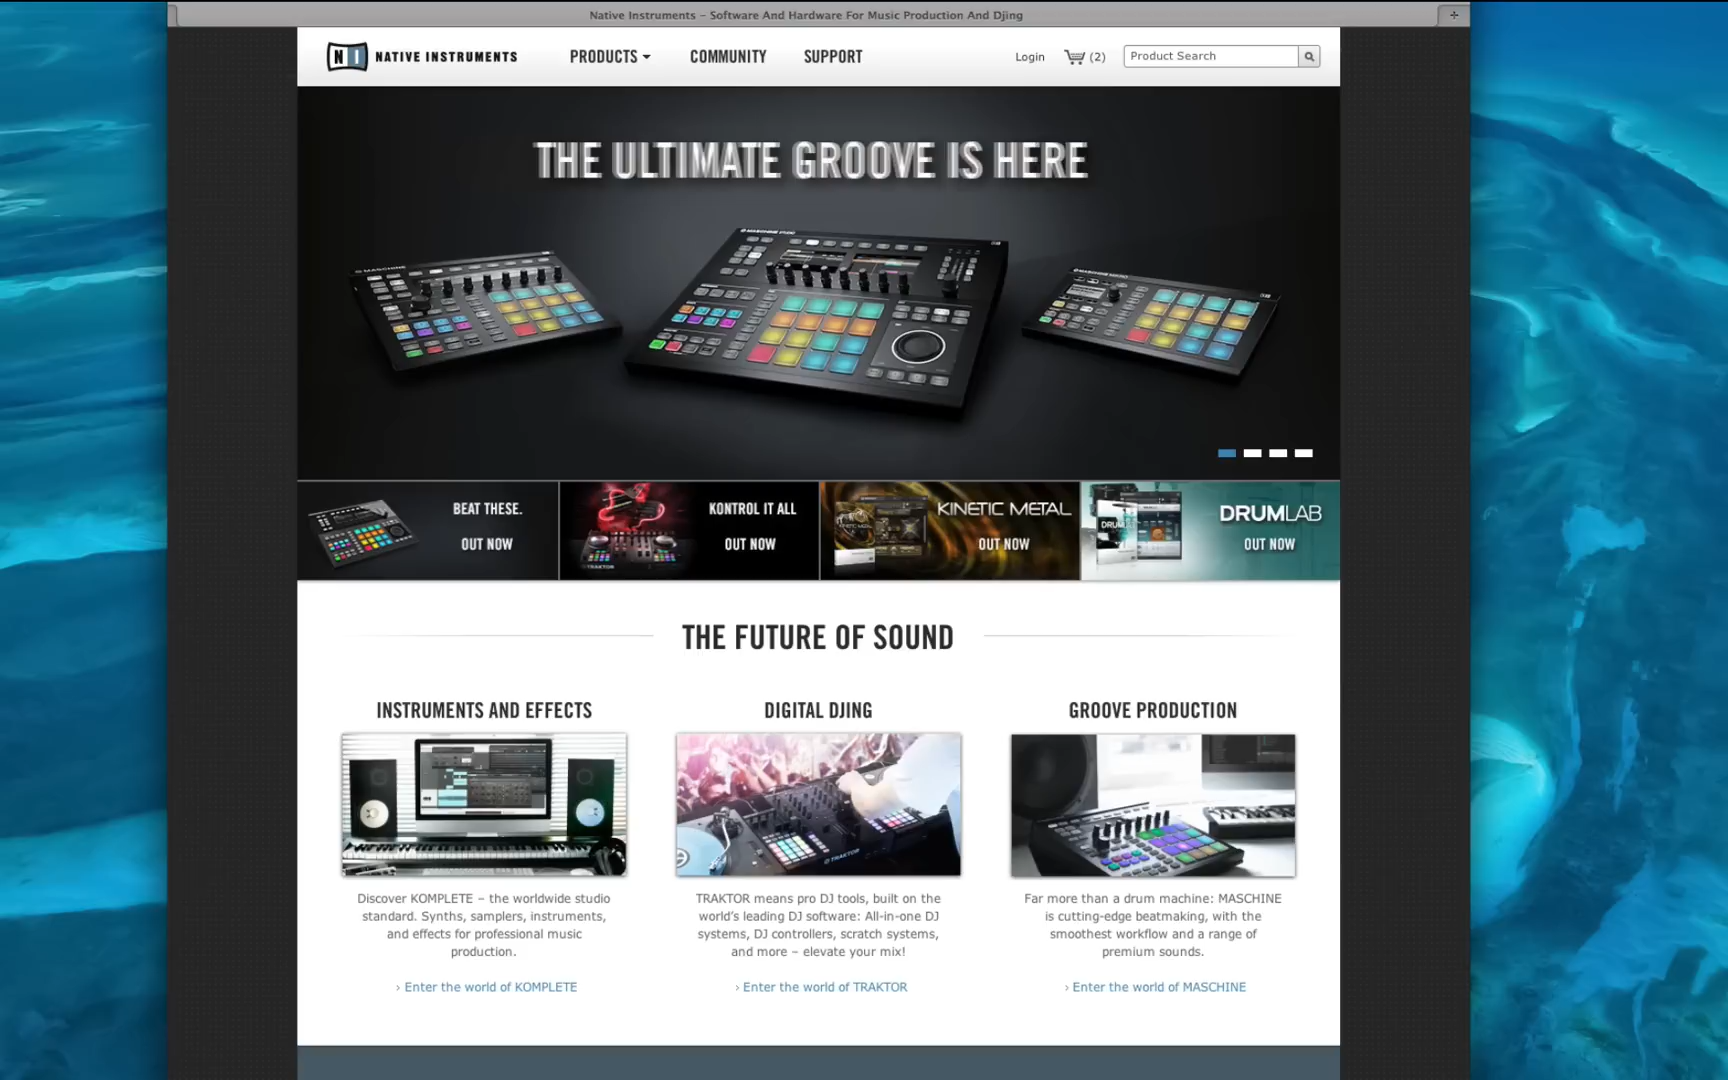 Native Instruments – Software And Hardware For Music Production And Djing
NI NATIVE INSTRUMENTS
PRODUCTS
COMMUNITY
SUPPORT
Login
(2)
Product Search
THE ULTIMATE GROOVE IS HERE
BEAT THESE.
OUT NOW
KONTROL IT ALL
OUT NOW
TRAKTOR
KINETIC METAL
OUT NOW
DRUMLAB
OUT NOW
THE FUTURE OF SOUND
INSTRUMENTS AND EFFECTS
Discover KOMPLETE – the worldwide studio
standard. Synths, samplers, instruments,
and effects for professional music
production.
› Enter the world of KOMPLETE
DIGITAL DJING
TRAKTOR
TRAKTOR means pro DJ tools, built on the
world’s leading DJ software: All-in-one DJ
systems, DJ controllers, scratch systems,
and more – elevate your mix!
› Enter the world of TRAKTOR
GROOVE PRODUCTION
Far more than a drum machine: MASCHINE
is cutting-edge beatmaking, with the
smoothest workflow and a range of
premium sounds.
› Enter the world of MASCHINE